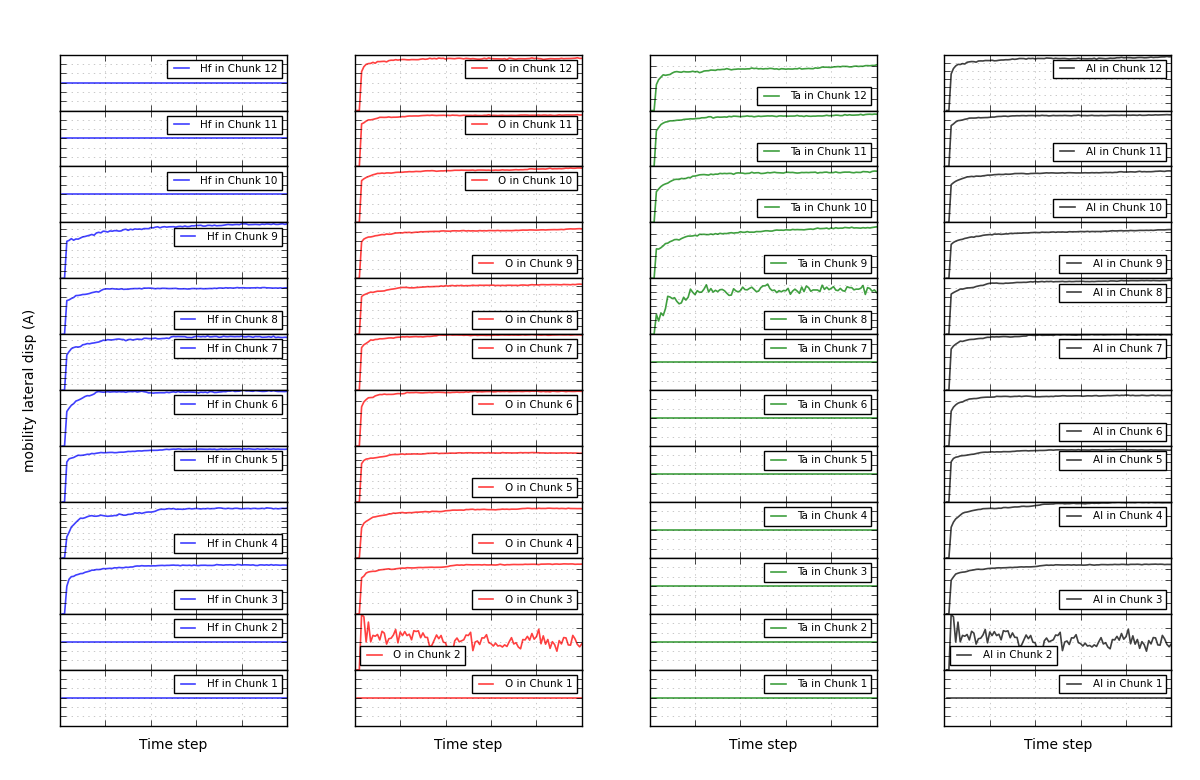 mobility lateral disp (A)
Hf in Chunk 12
Hf in Chunk 11
Hf in Chunk 10
Hf in Chunk 9
Hf in Chunk 8
Hf in Chunk 7
Hf in Chunk 6
Hf in Chunk 5
Hf in Chunk 4
Hf in Chunk 3
Hf in Chunk 2
Hf in Chunk 1
Time step
O in Chunk 12
O in Chunk 11
O in Chunk 10
O in Chunk 9
O in Chunk 8
O in Chunk 7
O in Chunk 6
O in Chunk 5
O in Chunk 4
O in Chunk 3
O in Chunk 2
O in Chunk 1
Time step
Ta in Chunk 12
Ta in Chunk 11
Ta in Chunk 10
Ta in Chunk 9
Ta in Chunk 8
Ta in Chunk 7
Ta in Chunk 6
Ta in Chunk 5
Ta in Chunk 4
Ta in Chunk 3
Ta in Chunk 2
Ta in Chunk 1
Time step
Al in Chunk 12
Al in Chunk 11
Al in Chunk 10
Al in Chunk 9
Al in Chunk 8
Al in Chunk 7
Al in Chunk 6
Al in Chunk 5
Al in Chunk 4
Al in Chunk 3
Al in Chunk 2
Al in Chunk 1
Time step